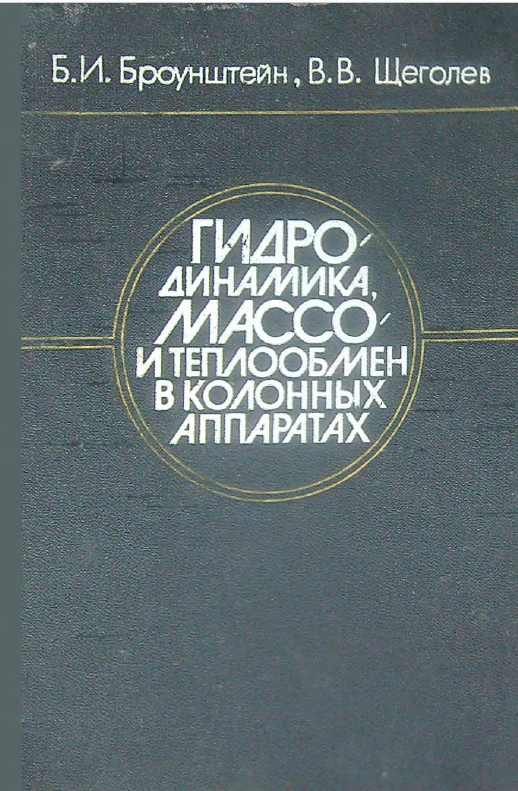 Б.И. Броунштейн, В.В. Щеголев
ГИДРО-
ДИНАМИКА,
МАССО-
И ТЕПЛООБМЕН
В КОЛОННЫХ
АППАРАТАХ